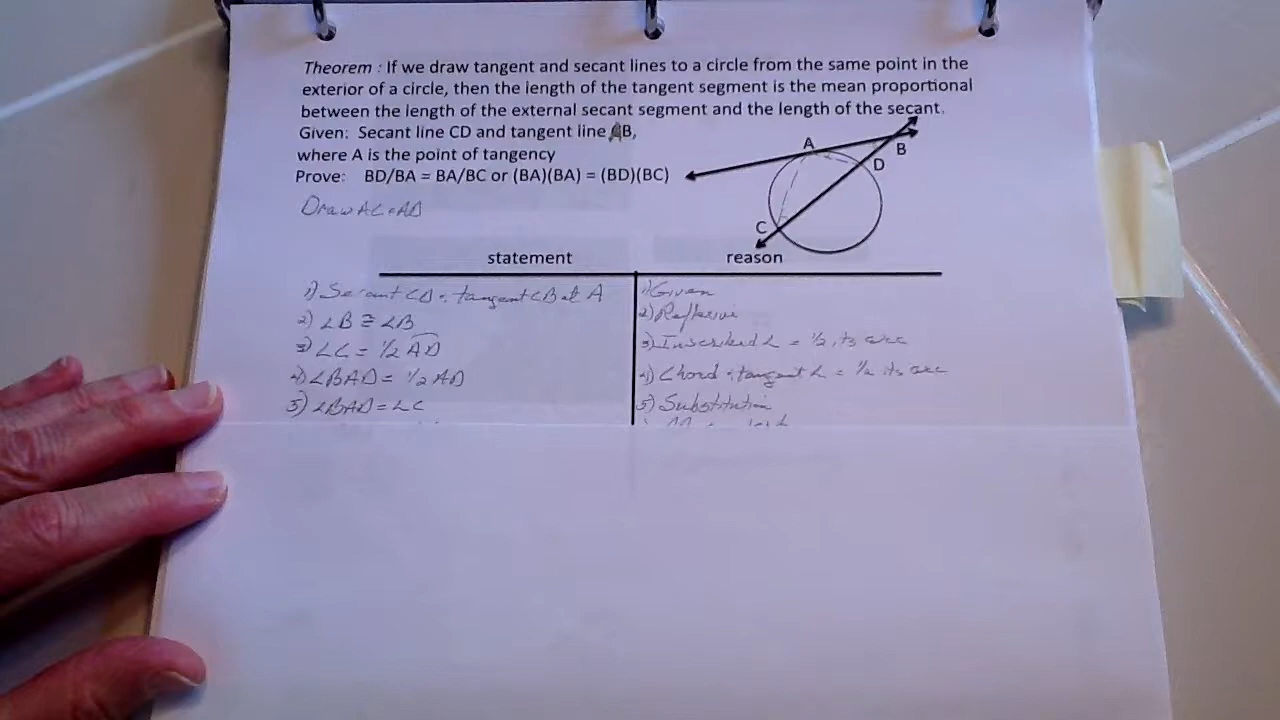 Theorem : If we draw tangent and secant lines to a circle from the same point in the
exterior of a circle, then the length of the tangent segment is the mean proportional
between the length of the external secant segment and the length of the secant.
Given: Secant line CD and tangent line AB,
where A is the point of tangency
Prove: BD/BA = BA/BC or (BA)(BA) = (BD)(BC)
A
B
D
C
Draw AC + AD
statement reason
1) Secant CD + tangent B at A 1) Given
2) ∠B ≅ ∠B 2) Reflexive
3) ∠C = 1/2 AD 3) Inscribed ∠ = 1/2 its arc
4) ∠BAD = 1/2 AD 4) Chord + tangent ∠ = 1/2 its arc
5) ∠BAD = ∠C 5) Substitution